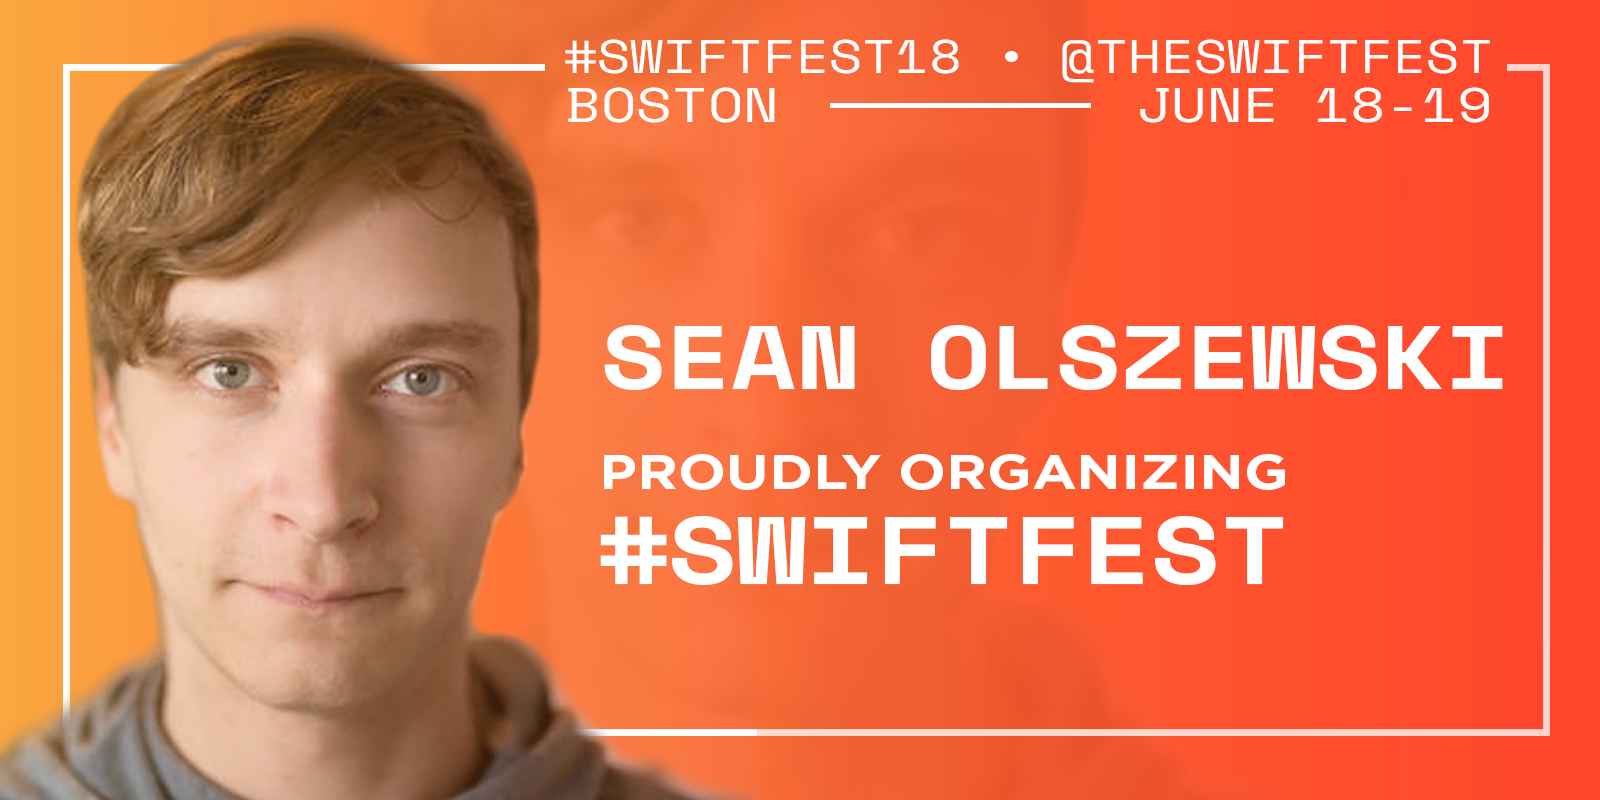 #SWIFTFEST18 • @THESWIFTFEST
BOSTON JUNE 18-19
SEAN OLSZEWSKI
PROUDLY ORGANIZING
#SWIFTFEST